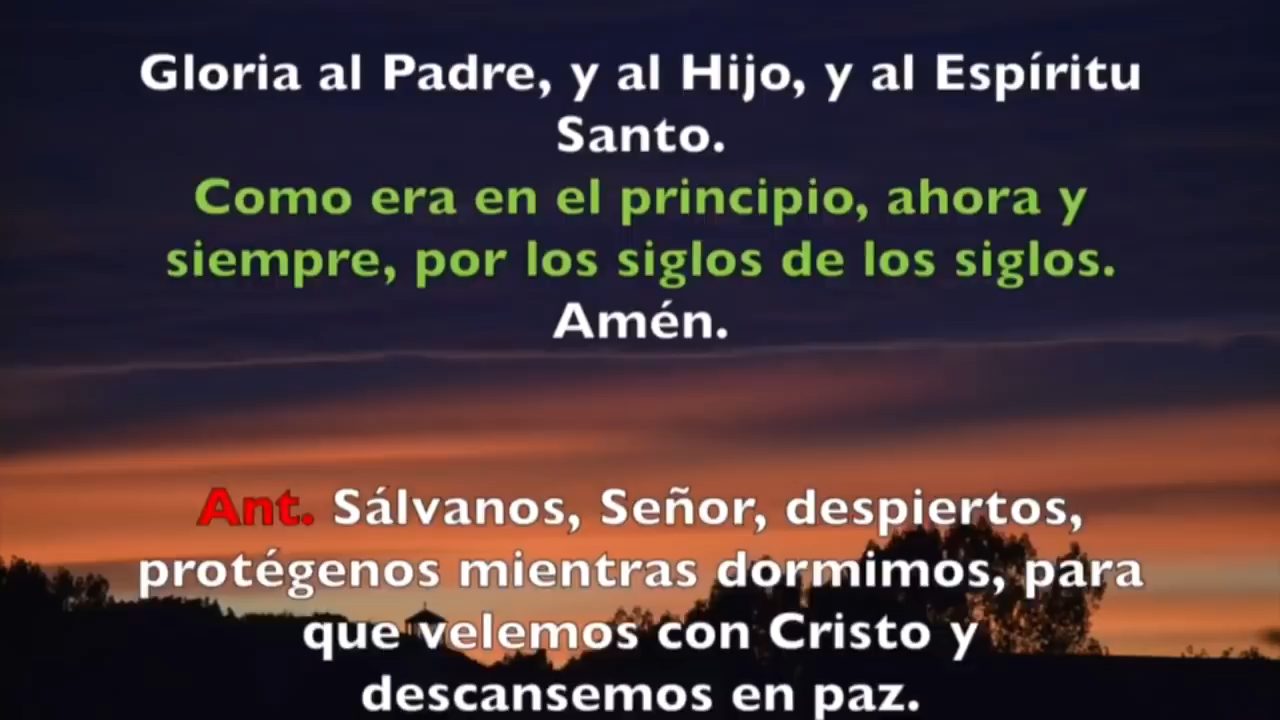 Gloria al Padre, y al Hijo, y al Espíritu
Santo.
Como era en el principio, ahora y
siempre, por los siglos de los siglos.
Amén.
Ant. Sálvanos, Señor, despiertos,
protégenos mientras dormimos, para
que velemos con Cristo y
descansemos en paz.